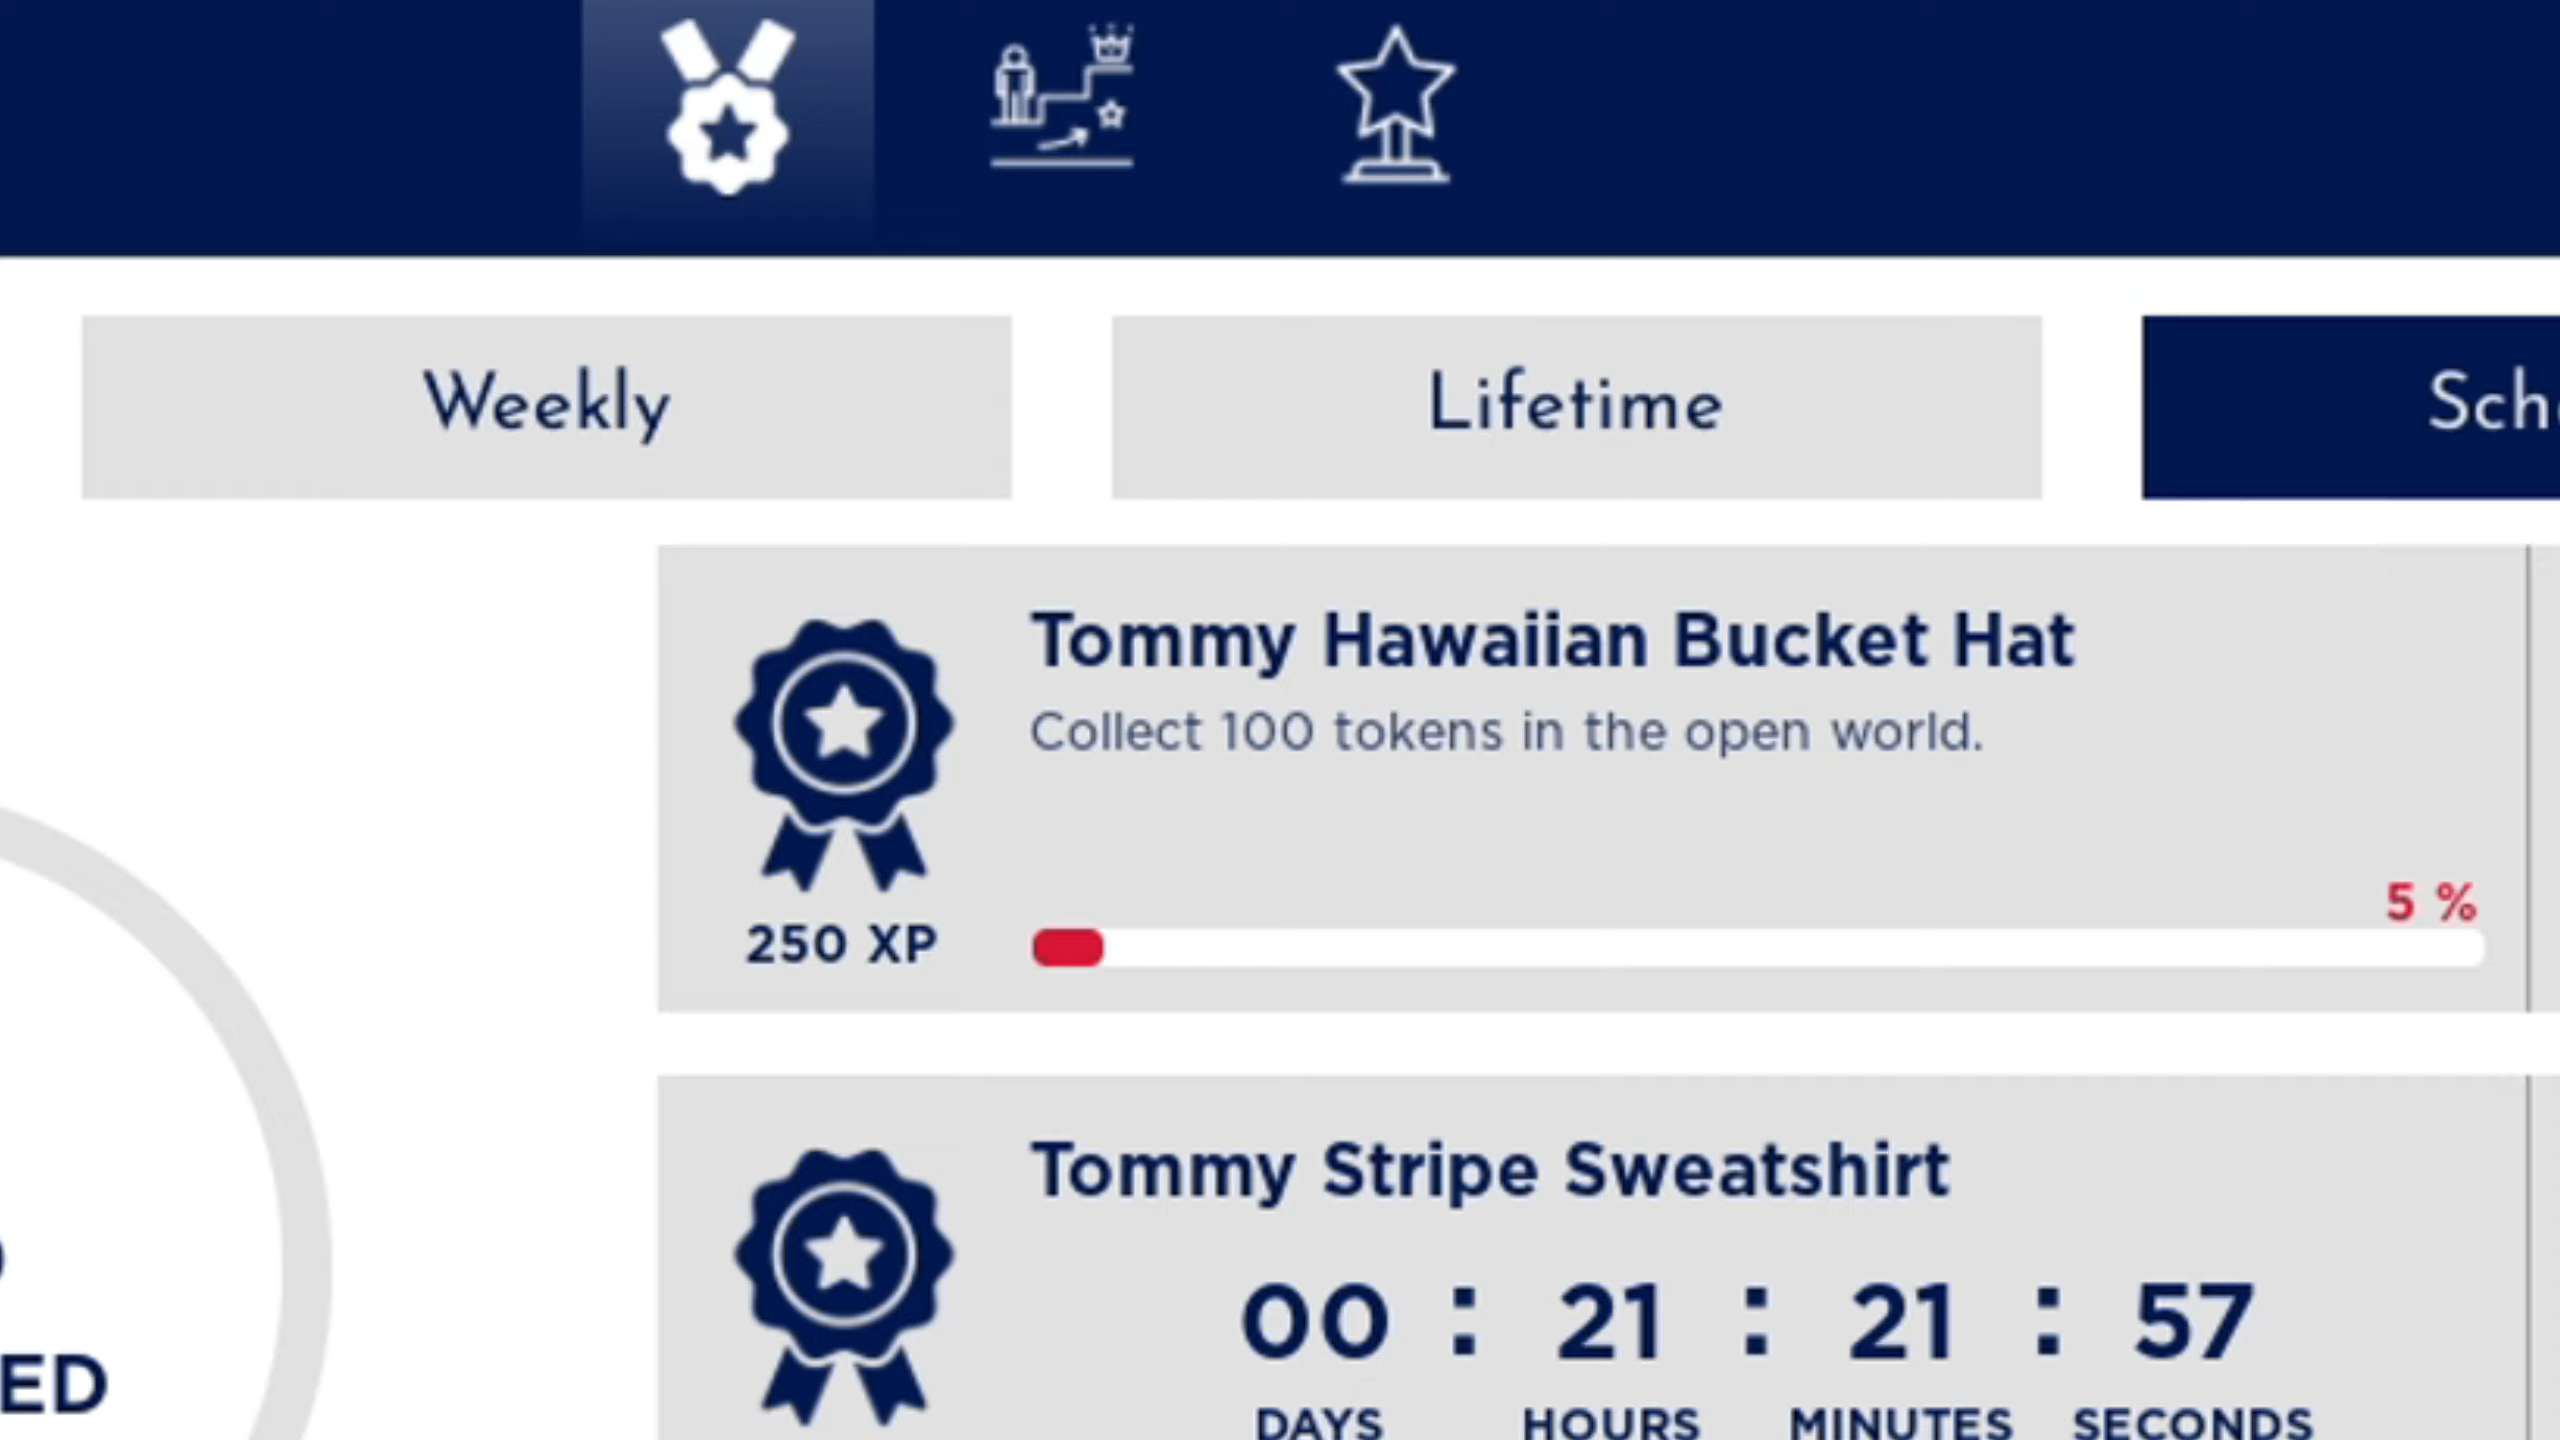 Weekly
Lifetime
Sch
Tommy Hawaiian Bucket Hat
Collect 100 tokens in the open world.
5 %
250 XP
Tommy Stripe Sweatshirt
00 : 21 : 21 : 57
DAYS HOURS MINUTES SECONDS
ED